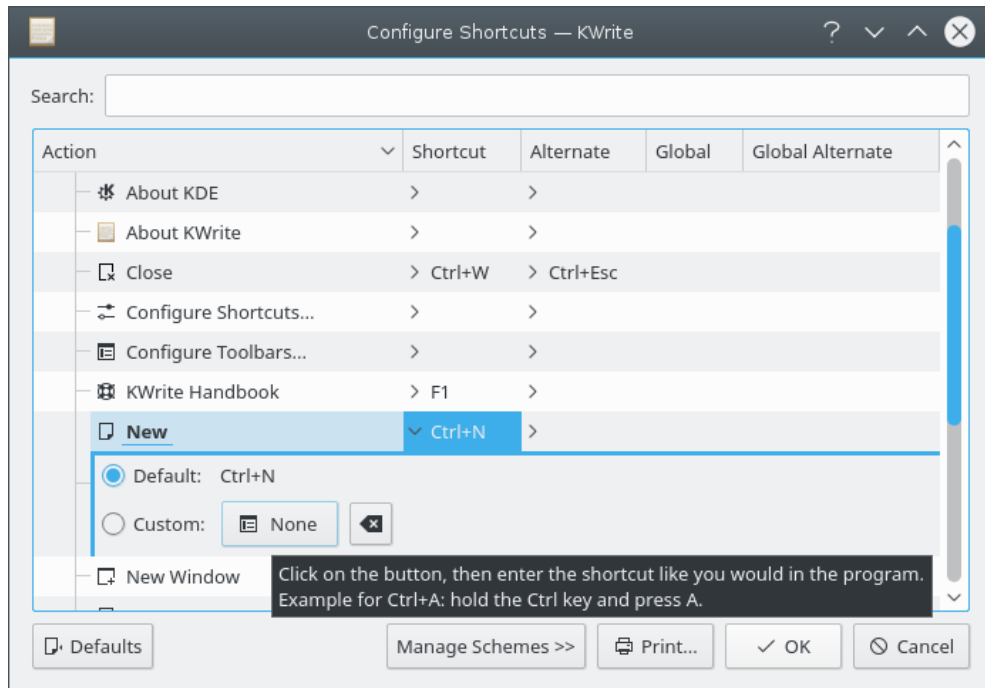 Configure Shortcuts — KWrite
Search:
Action Shortcut Alternate Global Global Alternate
About KDE
About KWrite
Close Ctrl+W Ctrl+Esc
Configure Shortcuts...
Configure Toolbars...
KWrite Handbook F1
New Ctrl+N
Default: Ctrl+N
Custom: None
New Window
Click on the button, then enter the shortcut like you would in the program.
Example for Ctrl+A: hold the Ctrl key and press A.
Defaults Manage Schemes >> Print... OK Cancel